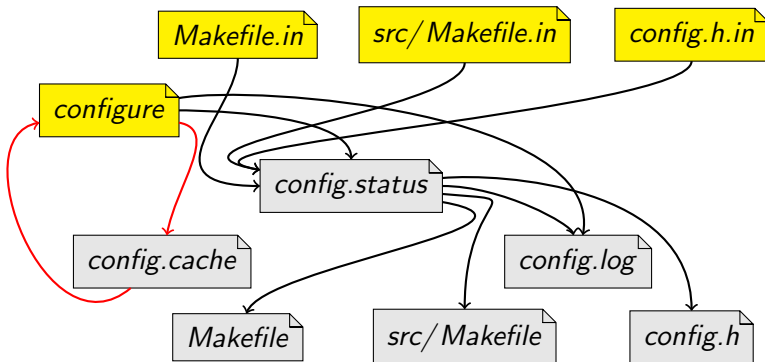 Makefile.in
src/Makefile.in
config.h.in
configure
config.status
config.cache
config.log
Makefile
src/Makefile
config.h